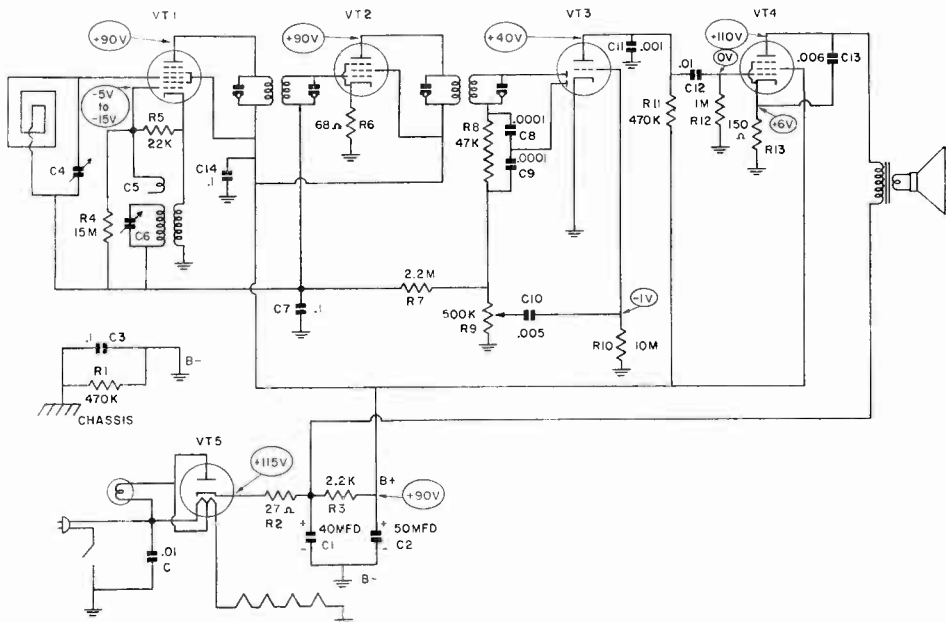 VT1
VT2
VT3
VT4
+90V
+90V
+40V
+110V
C11
.001
.006
C13
.01
C12
0V
-5V
to
-15V
R5
22K
68Ω
R6
R8
47K
.0001
C8
.0001
C9
R11
470K
1M
R12
+6V
150
Ω
R13
C4
C5
C14
.1
R4
15M
C6
2.2M
R7
C7
.1
500K
R9
C10
.005
-1V
R10
10M
.1
C3
R1
470K
B-
CHASSIS
VT5
+115V
27Ω
R2
2.2K
R3
B+
+90V
+
40MFD
C1
-
+
50MFD
C2
-
B-
.01
C